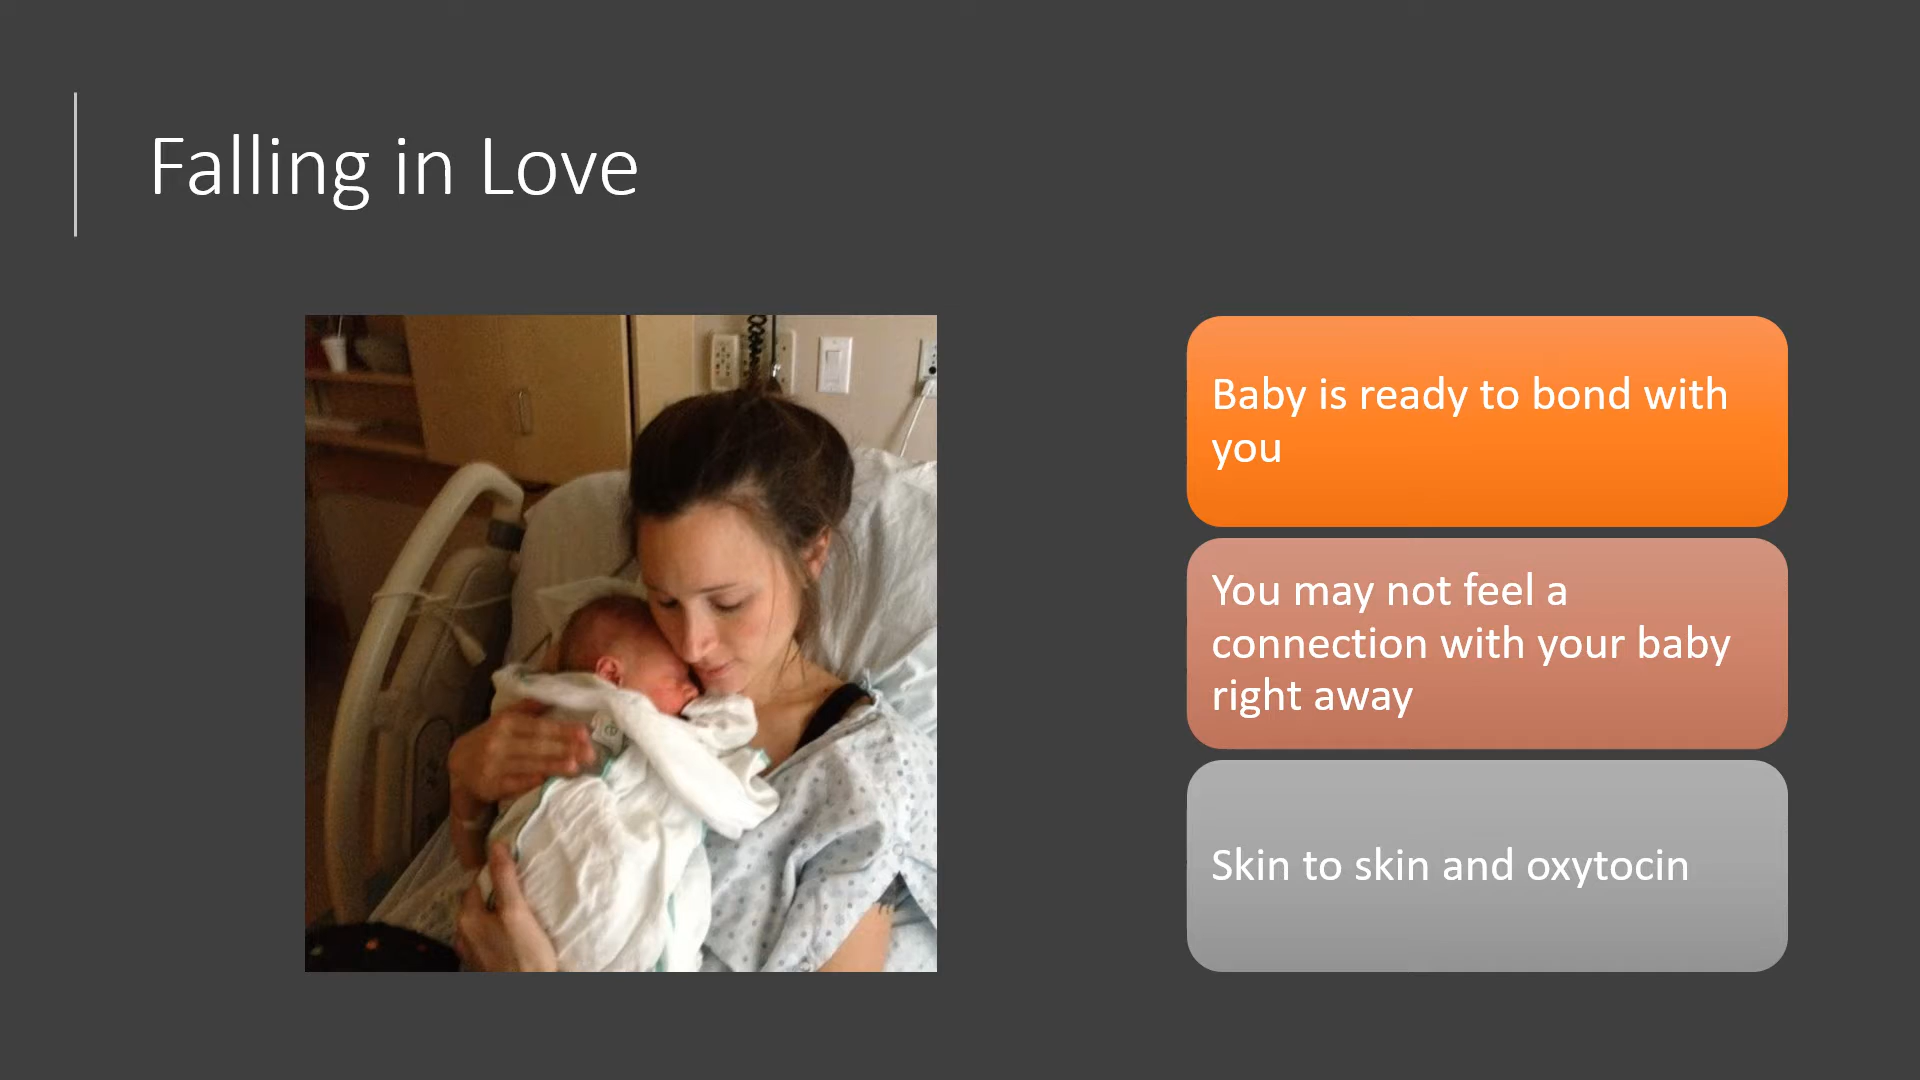 Falling in Love
Baby is ready to bond with
you
You may not feel a
connection with your baby
right away
Skin to skin and oxytocin